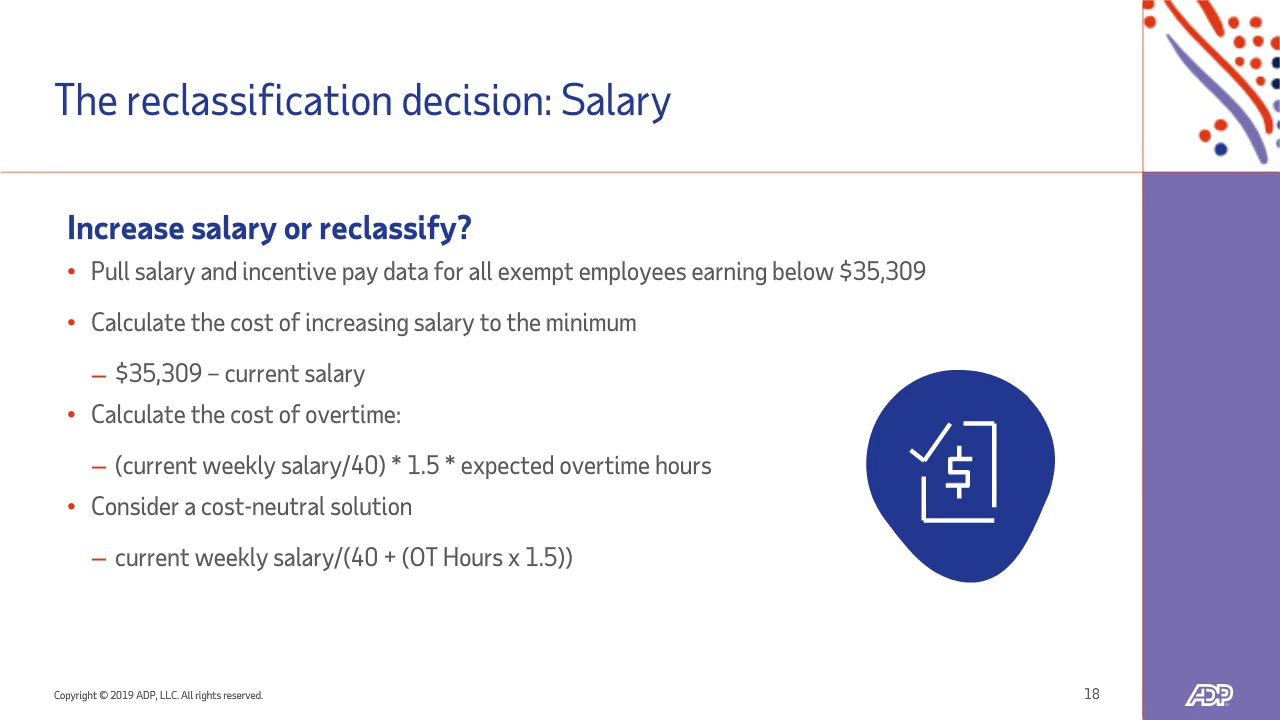 The reclassification decision: Salary
Increase salary or reclassify?
• Pull salary and incentive pay data for all exempt employees earning below $35,309
• Calculate the cost of increasing salary to the minimum
– $35,309 – current salary
• Calculate the cost of overtime:
– (current weekly salary/40) * 1.5 * expected overtime hours
• Consider a cost-neutral solution
– current weekly salary/(40 + (OT Hours x 1.5))
$
Copyright © 2019 ADP, LLC. All rights reserved.
18
ADP